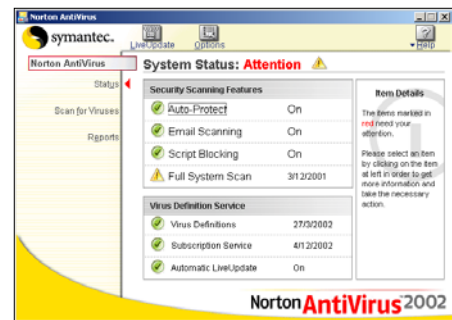 Norton AntiVirus
symantec.
LiveUpdate Options Help
Norton AntiVirus
Status
Scan for Viruses
Reports
System Status: Attention
Security Scanning Features
Auto-Protect On
Email Scanning On
Script Blocking On
Full System Scan 3/12/2001
Virus Definition Service
Virus Definitions 27/3/2002
Subscription Service 4/12/2002
Automatic LiveUpdate On
Item Details
The items marked in
red need your
attention.
Please select an item
by clicking on the item
at left in order to get
more information and
take the necessary
action.
Norton AntiVirus 2002